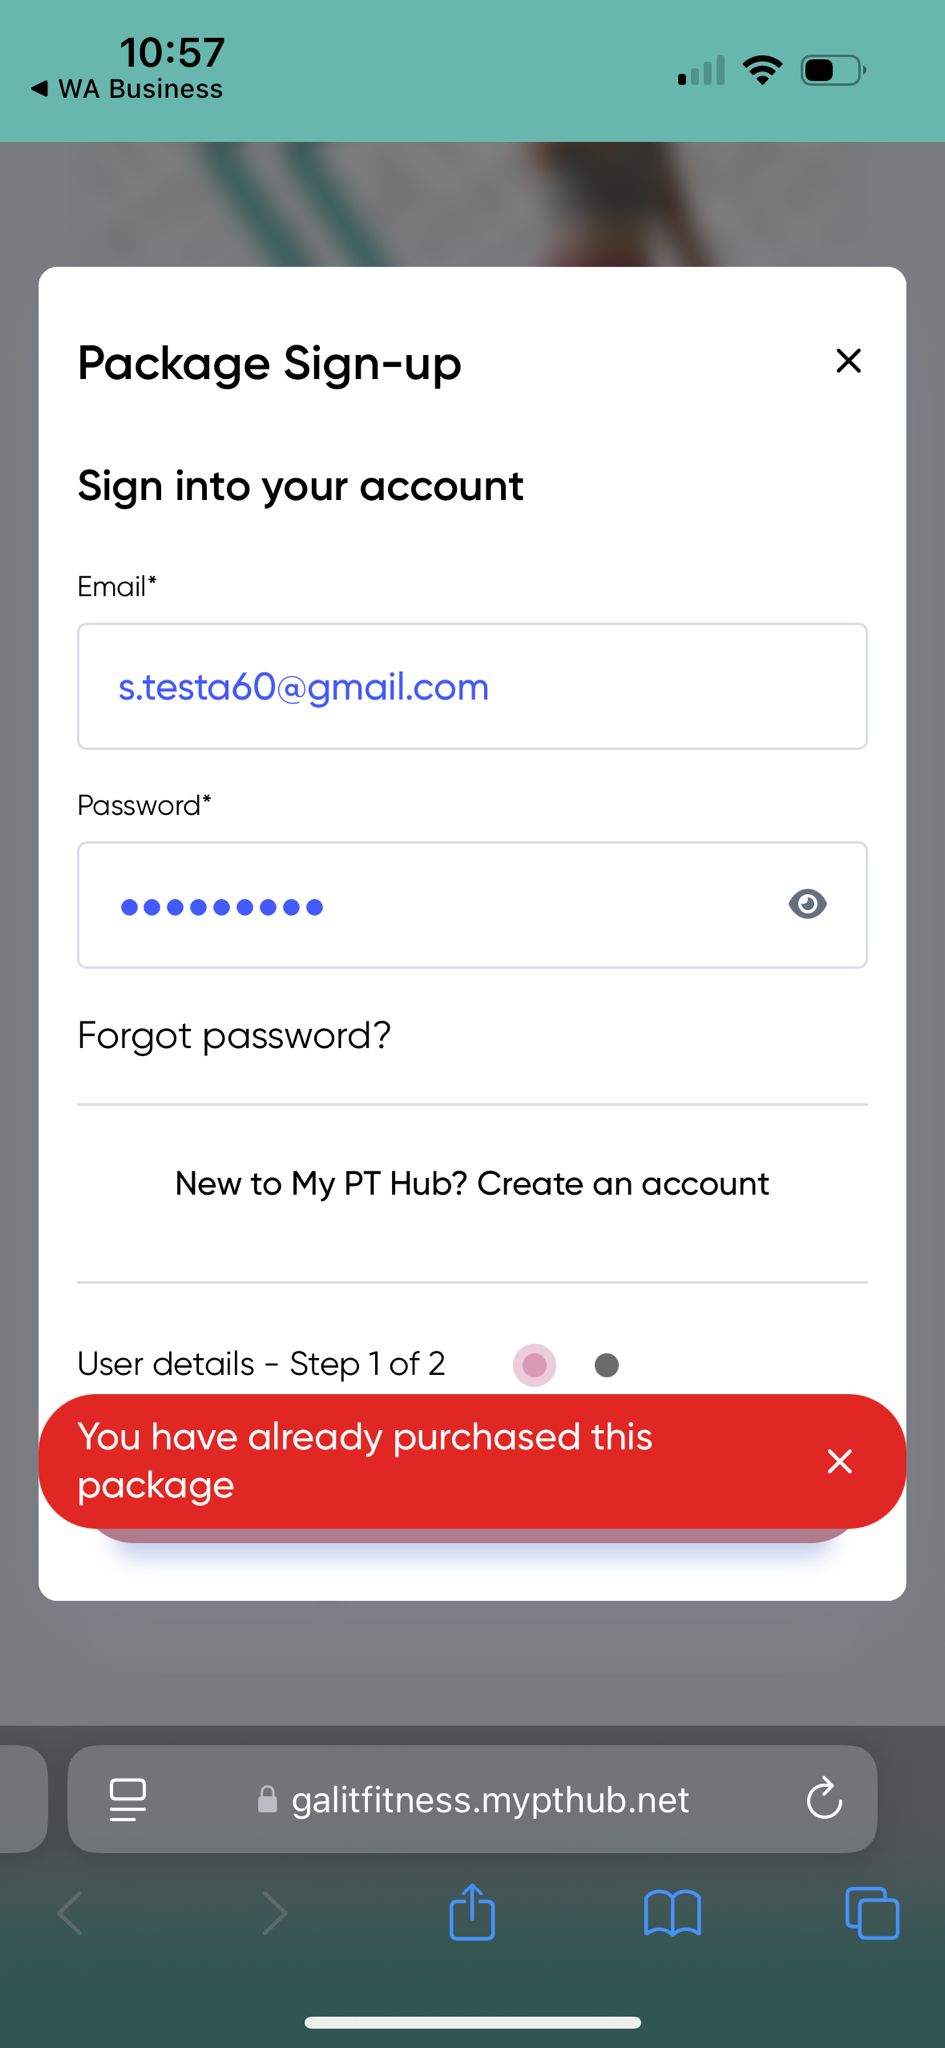 10:57
◀ WA Business
Package Sign-up
Sign into your account
Email*
s.testa60@gmail.com
Password*
Forgot password?
New to My PT Hub? Create an account
User details - Step 1 of 2
You have already purchased this
package
galitfitness.mypthub.net